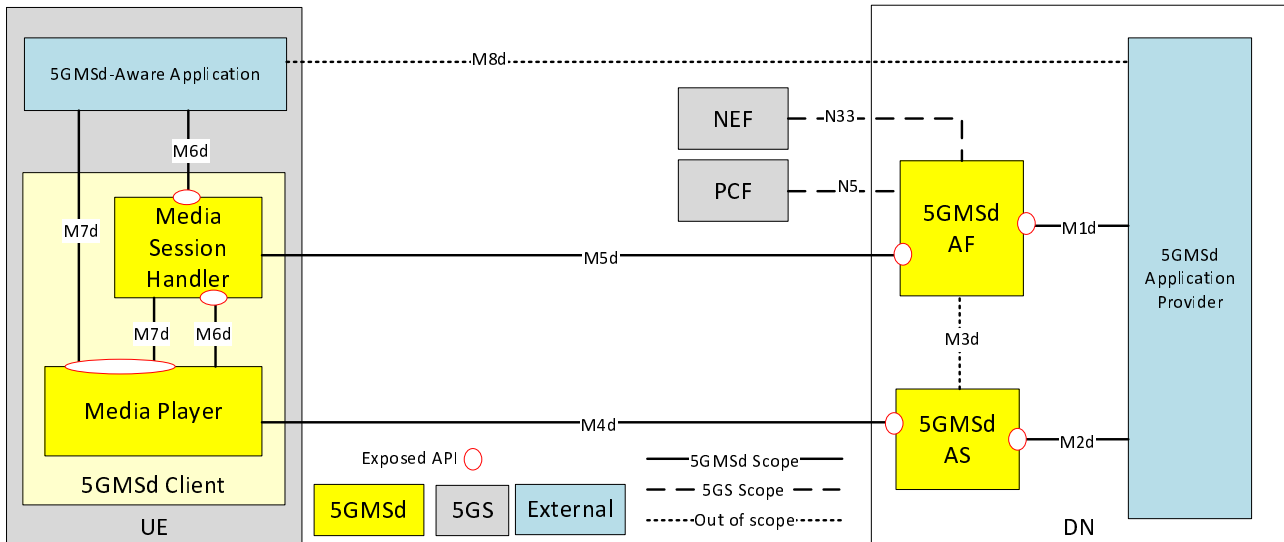 5GMSd-Aware Application
M8d
NEF
N33
PCF
N5
M6d
M7d
Media
Session
Handler
M5d
5GMSd
AF
M1d
5GMSd
Application
Provider
M7d
M6d
M3d
Media Player
M4d
5GMSd
AS
M2d
5GMSd Client
UE
Exposed API
5GMSd
5GS
External
5GMSd Scope
5GS Scope
Out of scope
DN